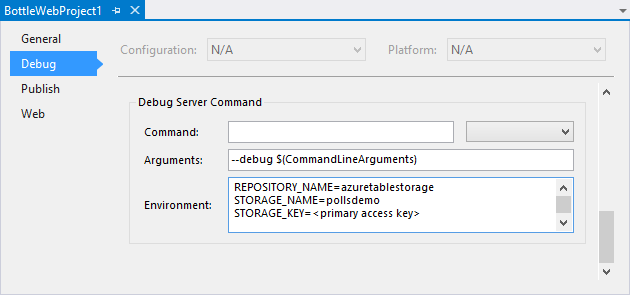 BottleWebProject1
General
Debug
Publish
Web
Configuration: N/A Platform: N/A
Debug Server Command
Command:
Arguments: --debug $(CommandLineArguments)
Environment:
REPOSITORY_NAME=azuretablestorage
STORAGE_NAME=pollsdemo
STORAGE_KEY=<primary access key>